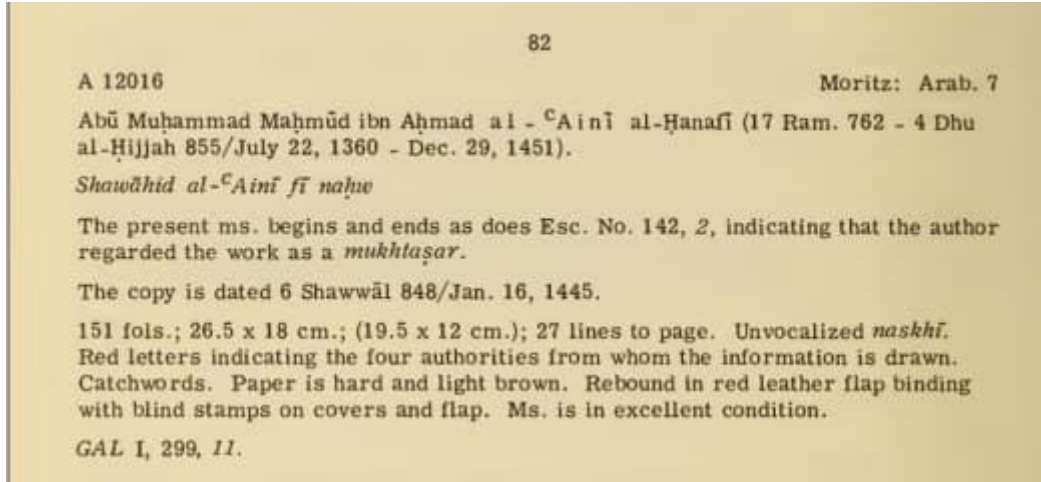 82
A 12016 Moritz: Arab. 7
Abū Muḥammad Maḥmūd ibn Aḥmad al - ᶜAinī al-Ḥanafī (17 Ram. 762 - 4 Dhu
al-Ḥijjah 855/July 22, 1360 - Dec. 29, 1451).
Shawāhid al-ᶜAinī fī naḥw
The present ms. begins and ends as does Esc. No. 142, 2, indicating that the author
regarded the work as a mukhtaṣar.
The copy is dated 6 Shawwāl 848/Jan. 16, 1445.
151 fols.; 26.5 x 18 cm.; (19.5 x 12 cm.); 27 lines to page. Unvocalized naskhī.
Red letters indicating the four authorities from whom the information is drawn.
Catchwords. Paper is hard and light brown. Rebound in red leather flap binding
with blind stamps on covers and flap. Ms. is in excellent condition.
GAL I, 299, 11.